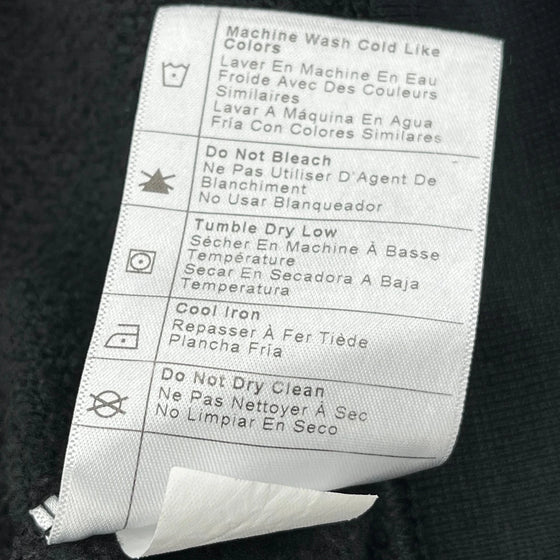 Machine Wash Cold Like
Colors
Laver En Machine En Eau
Froide Avec Des Couleurs
Similaires
Lavar A Máquina En Agua
Fría Con Colores Similares
Do Not Bleach
Ne Pas Utiliser D'Agent De
Blanchiment
No Usar Blanqueador
Tumble Dry Low
Sécher En Machine À Basse
Température
Secar En Secadora A Baja
Temperatura
Cool Iron
Repasser À Fer Tiède
Plancha Fría
Do Not Dry Clean
Ne Pas Nettoyer À Sec
No Limpiar En Seco